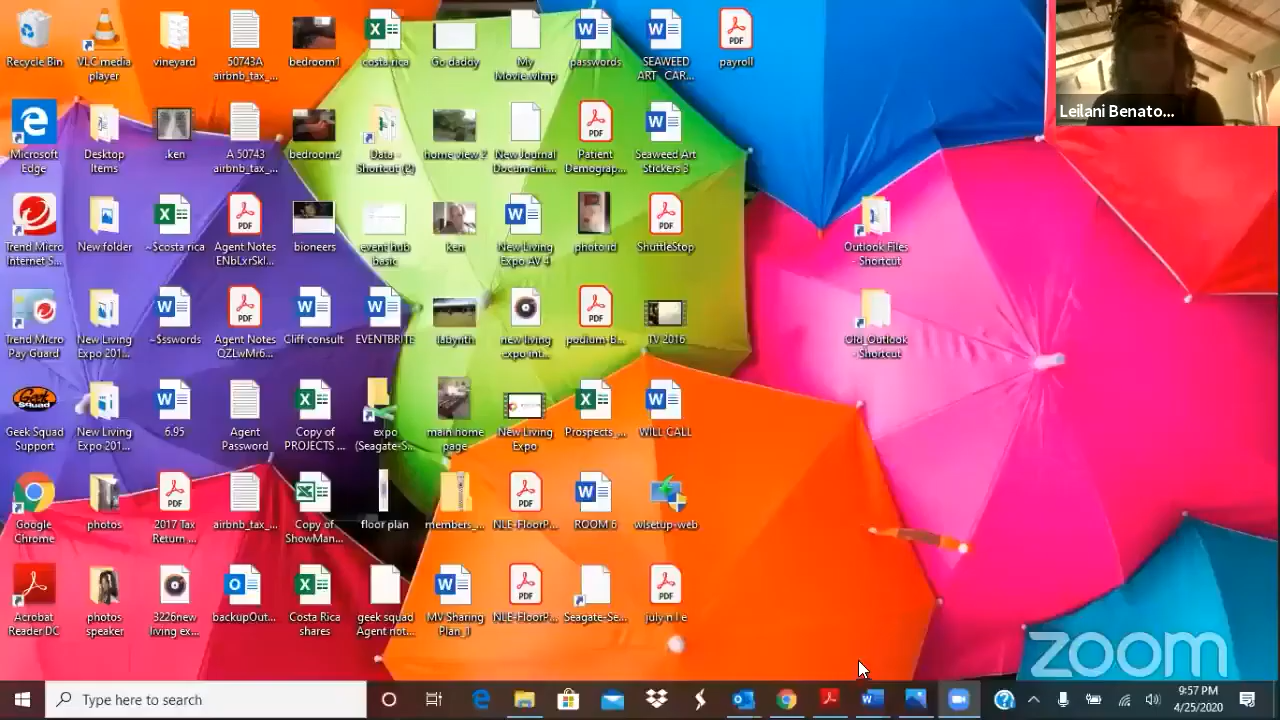 Recycle Bin
VLC media
player
vineyard
50743A
airbnb_tax_...
bedroom1
costa rica
Go daddy
My
Movie.wlmp
passwords
SEAWEED
ART CAR...
payroll
Leilani Benato...
Microsoft
Edge
Desktop
Items
.ken
A 50743
airbnb_tax_...
bedroom2
Data -
Shortcut (2)
home view 2
New Journal
Document...
Patient
Demograp...
Seaweed Art
Stickers 3
Trend Micro
Internet S...
New folder
~$costa rica
Agent Notes
bioneers
event hub
basic
ken
New Living
Expo AV 4
photo id
ShuttleStop
Outlook Files
- Shortcut
Trend Micro
Pay Guard
New Living
Expo 201...
~$sswords
Agent Notes
QZLwMr6...
Cliff consult
EVENTBRITE
labyrinth
new living
expo int...
podium-B...
TV 2016
Old_Outlook
- Shortcut
Geek Squad
Support
New Living
Expo 201...
6.95
Agent
Password
Copy of
PROJECTS ...
expo
(Seagate-S...
main home
page
New Living
Expo
Prospects_...
WILL CALL
Google
Chrome
photos
2017 Tax
Return ...
airbnb_tax_...
Copy of
ShowMan...
floor plan
members_...
NLE-FloorP...
ROOM 6
wisetup-web
Acrobat
Reader DC
photos
speaker
3226new
living ex...
backupOut...
Costa Rica
shares
geek squad
Agent not...
MV Sharing
Plan_1
NLE-FloorP...
Seagate-Se...
july n l e
zoom
Type here to search
9:57 PM
4/25/2020